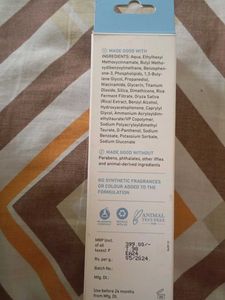 MADE GOOD WITH
INGREDIENTS: Aqua, Ethylhexyl
Methoxycinnamate, Butyl Metho-
xydibenzoylmethane, Benzophen-
one-3, Phospholipids, 1,3-Buty-
lene Glycol, Propanediol,
Niacinamide, Glycerin, Titanium
Dioxide, Silica, Dimethicone, Rice
Ferment Filtrate, Oryza Sativa
(Rice) Extract, Benzyl Alcohol,
Hydroxyacetophenone, Caprylyl
Glycol, Ammonium Acryloyldim-
ethyltaurate/VP Copolymer,
Sodium Polyacryloyldimethyl
Taurate, D-Panthenol, Sodium
Benzoate, Potassium Sorbate,
Sodium Gluconate
MADE GOOD WITHOUT
Parabens, phthalates, other iffies
and animal-derived ingredients
NO SYNTHETIC FRAGRANCES
OR COLOUR ADDED TO THE
FORMULATION
ANIMAL
TEST FREE
MRP (incl.
of all
taxes) ₹
399.00/-
Rs. per g:
7.98
Batch No:
EA24
Mfg. Dt.:
05/2024
Use before 24 months
from Mfg. Dt.